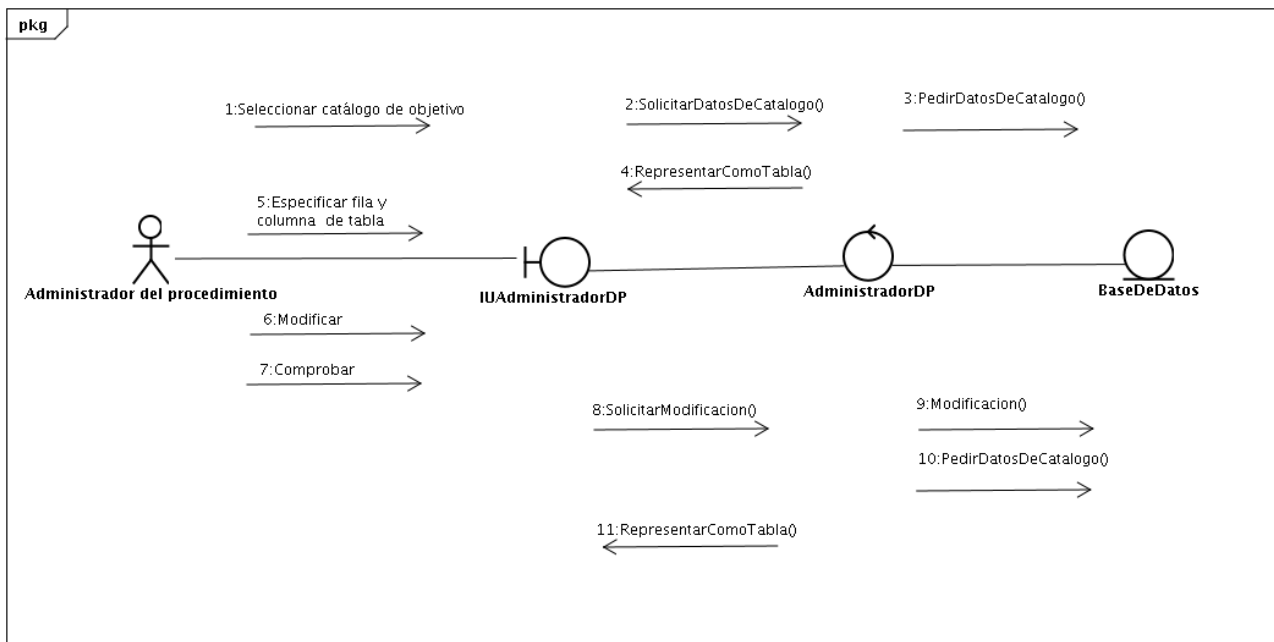 pkg
1:Seleccionar catálogo de objetivo
2:SolicitarDatosDeCatalogo()
3:PedirDatosDeCatalogo()
4:RepresentarComoTabla()
5:Especificar fila y
columna de tabla
Administrador del procedimiento
IUAdministradorDP
AdministradorDP
BaseDeDatos
6:Modificar
7:Comprobar
8:SolicitarModificacion()
9:Modificacion()
10:PedirDatosDeCatalogo()
11:RepresentarComoTabla()